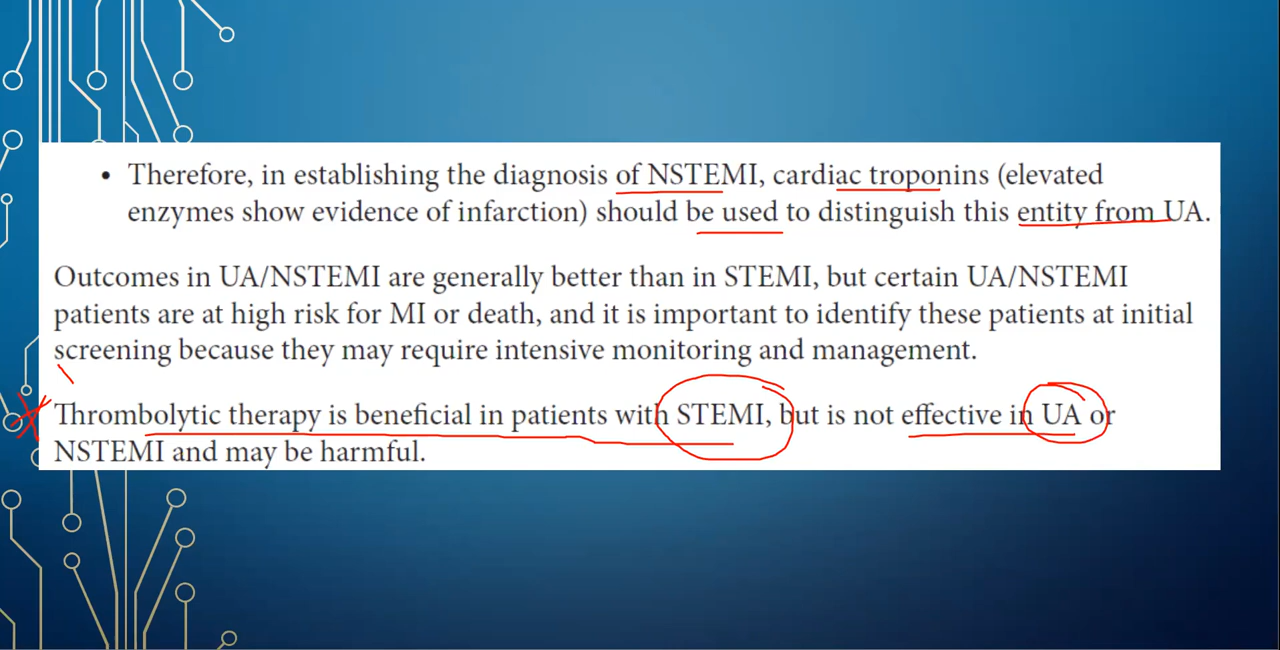 • Therefore, in establishing the diagnosis of NSTEMI, cardiac troponins (elevated
enzymes show evidence of infarction) should be used to distinguish this entity from UA.
Outcomes in UA/NSTEMI are generally better than in STEMI, but certain UA/NSTEMI
patients are at high risk for MI or death, and it is important to identify these patients at initial
screening because they may require intensive monitoring and management.
Thrombolytic therapy is beneficial in patients with STEMI, but is not effective in UA or
NSTEMI and may be harmful.